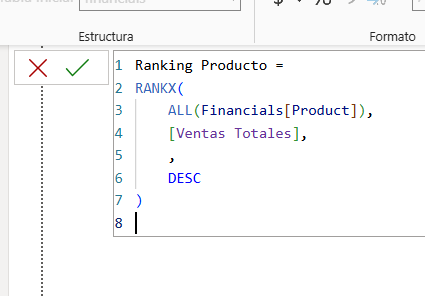 financials
Estructura
$
%
Formato
1 Ranking Producto =
2 RANKX(
3 ALL(Financials[Product]),
4 [Ventas Totales],
5 ,
6 DESC
7 )
8